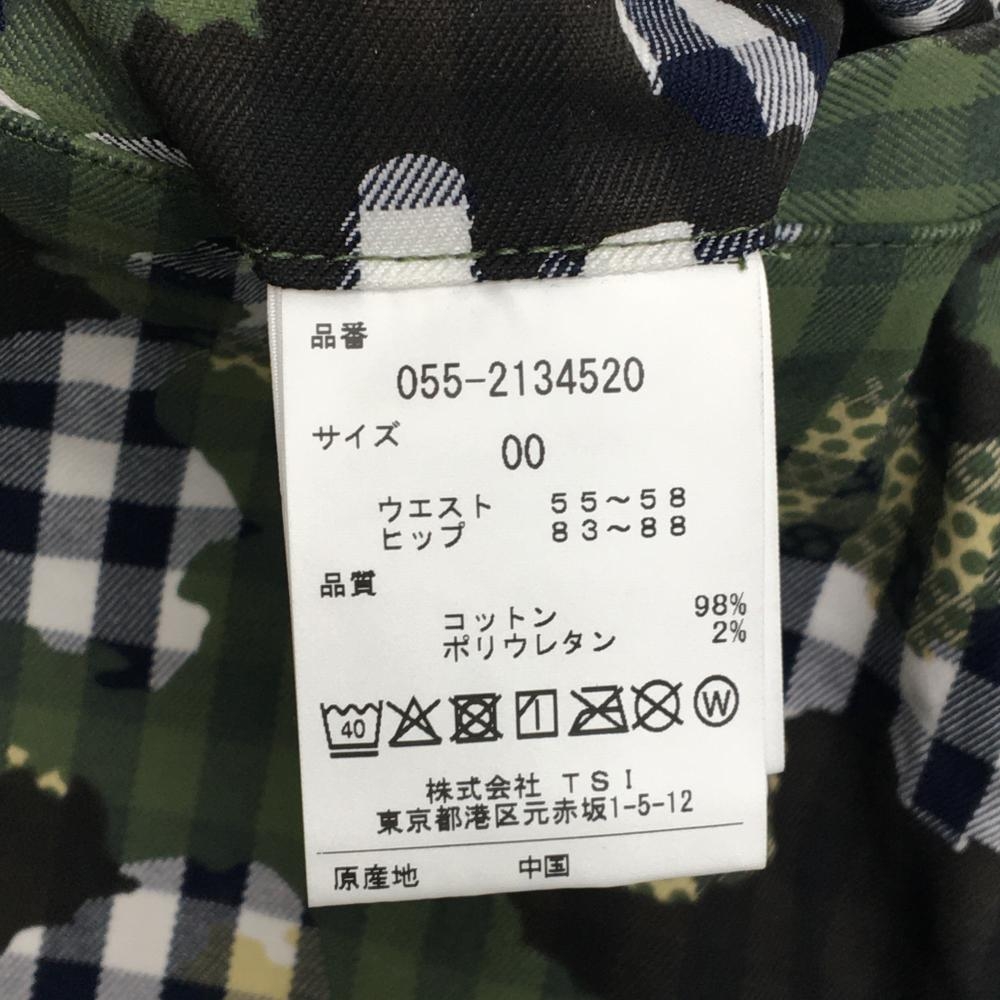 品番
055-2134520
サイズ
00
ウエスト 55～58
ヒップ 83～88
品質
コットン 98%
ポリウレタン 2%
40 W
株式会社 TSI
東京都港区元赤坂1-5-12
原産地 中国